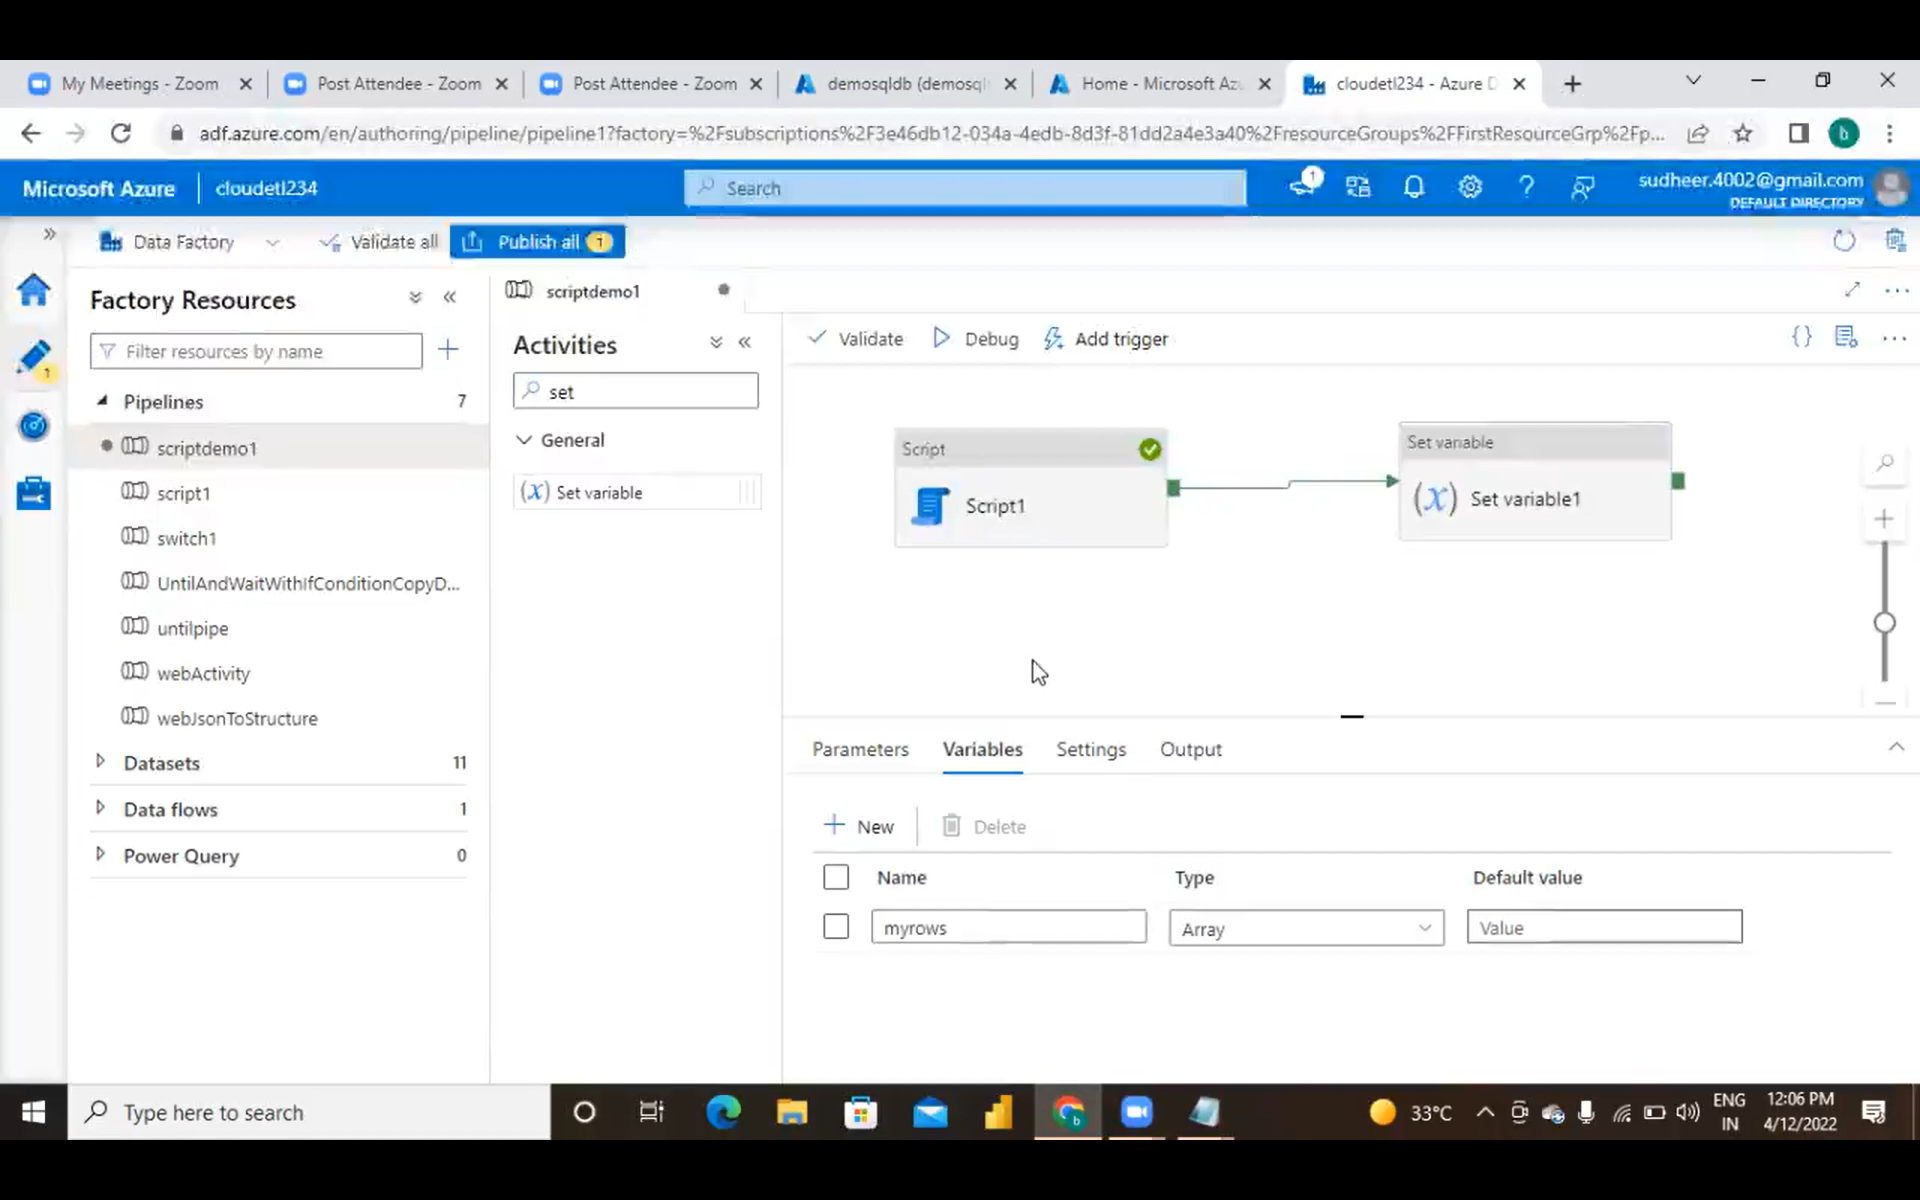 My Meetings - Zoom
Post Attendee - Zoom
Post Attendee - Zoom
demosqldb (demosql
Home - Microsoft Az
cloudetl234 - Azure D
adf.azure.com/en/authoring/pipeline/pipeline1?factory=%2Fsubscriptions%2F3e46db12-034a-4edb-8d3f-81dd2a4e3a40%2FresourceGroups%2FFirstResourceGrp%2Fp...
b
Microsoft Azure
cloudetl234
Search
1
sudheer.4002@gmail.com
DEFAULT DIRECTORY
Data Factory
Validate all
Publish all 1
1
Factory Resources
Filter resources by name
Pipelines 7
scriptdemo1
script1
switch1
UntilAndWaitWithIfConditionCopyD...
untilpipe
webActivity
webJsonToStructure
Datasets 11
Data flows 1
Power Query 0
scriptdemo1
Activities
set
General
(x) Set variable
Validate
Debug
Add trigger
{}
Script
Script1
Set variable
(x) Set variable1
Parameters
Variables
Settings
Output
New
Delete
Name
Type
Default value
myrows
Array
Value
Type here to search
b
33°C
ENG
IN
12:06 PM
4/12/2022